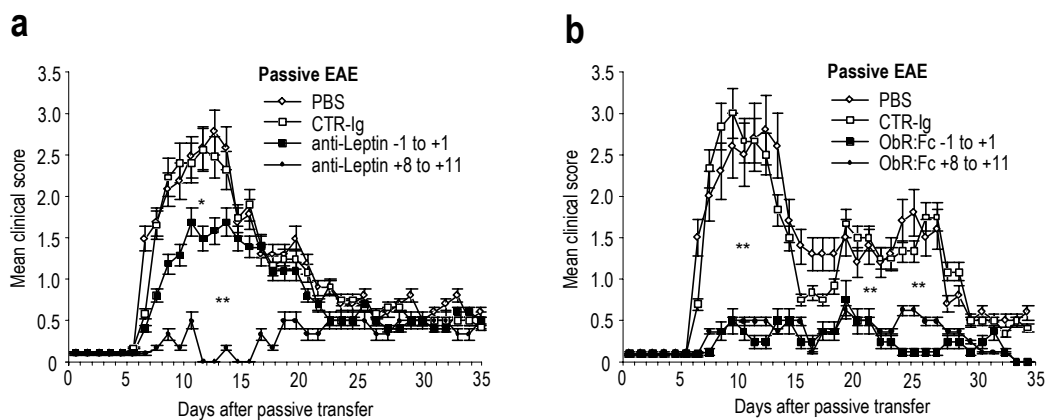 a
Passive EAE
PBS
CTR-Ig
anti-Leptin -1 to +1
anti-Leptin +8 to +11
Mean clinical score
3.5
3.0
2.5
2.0
1.5
1.0
0.5
0
*
**
0 5 10 15 20 25 30 35
Days after passive transfer
b
Passive EAE
PBS
CTR-Ig
ObR:Fc -1 to +1
ObR:Fc +8 to +11
Mean clinical score
3.5
3.0
2.5
2.0
1.5
1.0
0.5
0
**
** **
0 5 10 15 20 25 30 35
Days after passive transfer